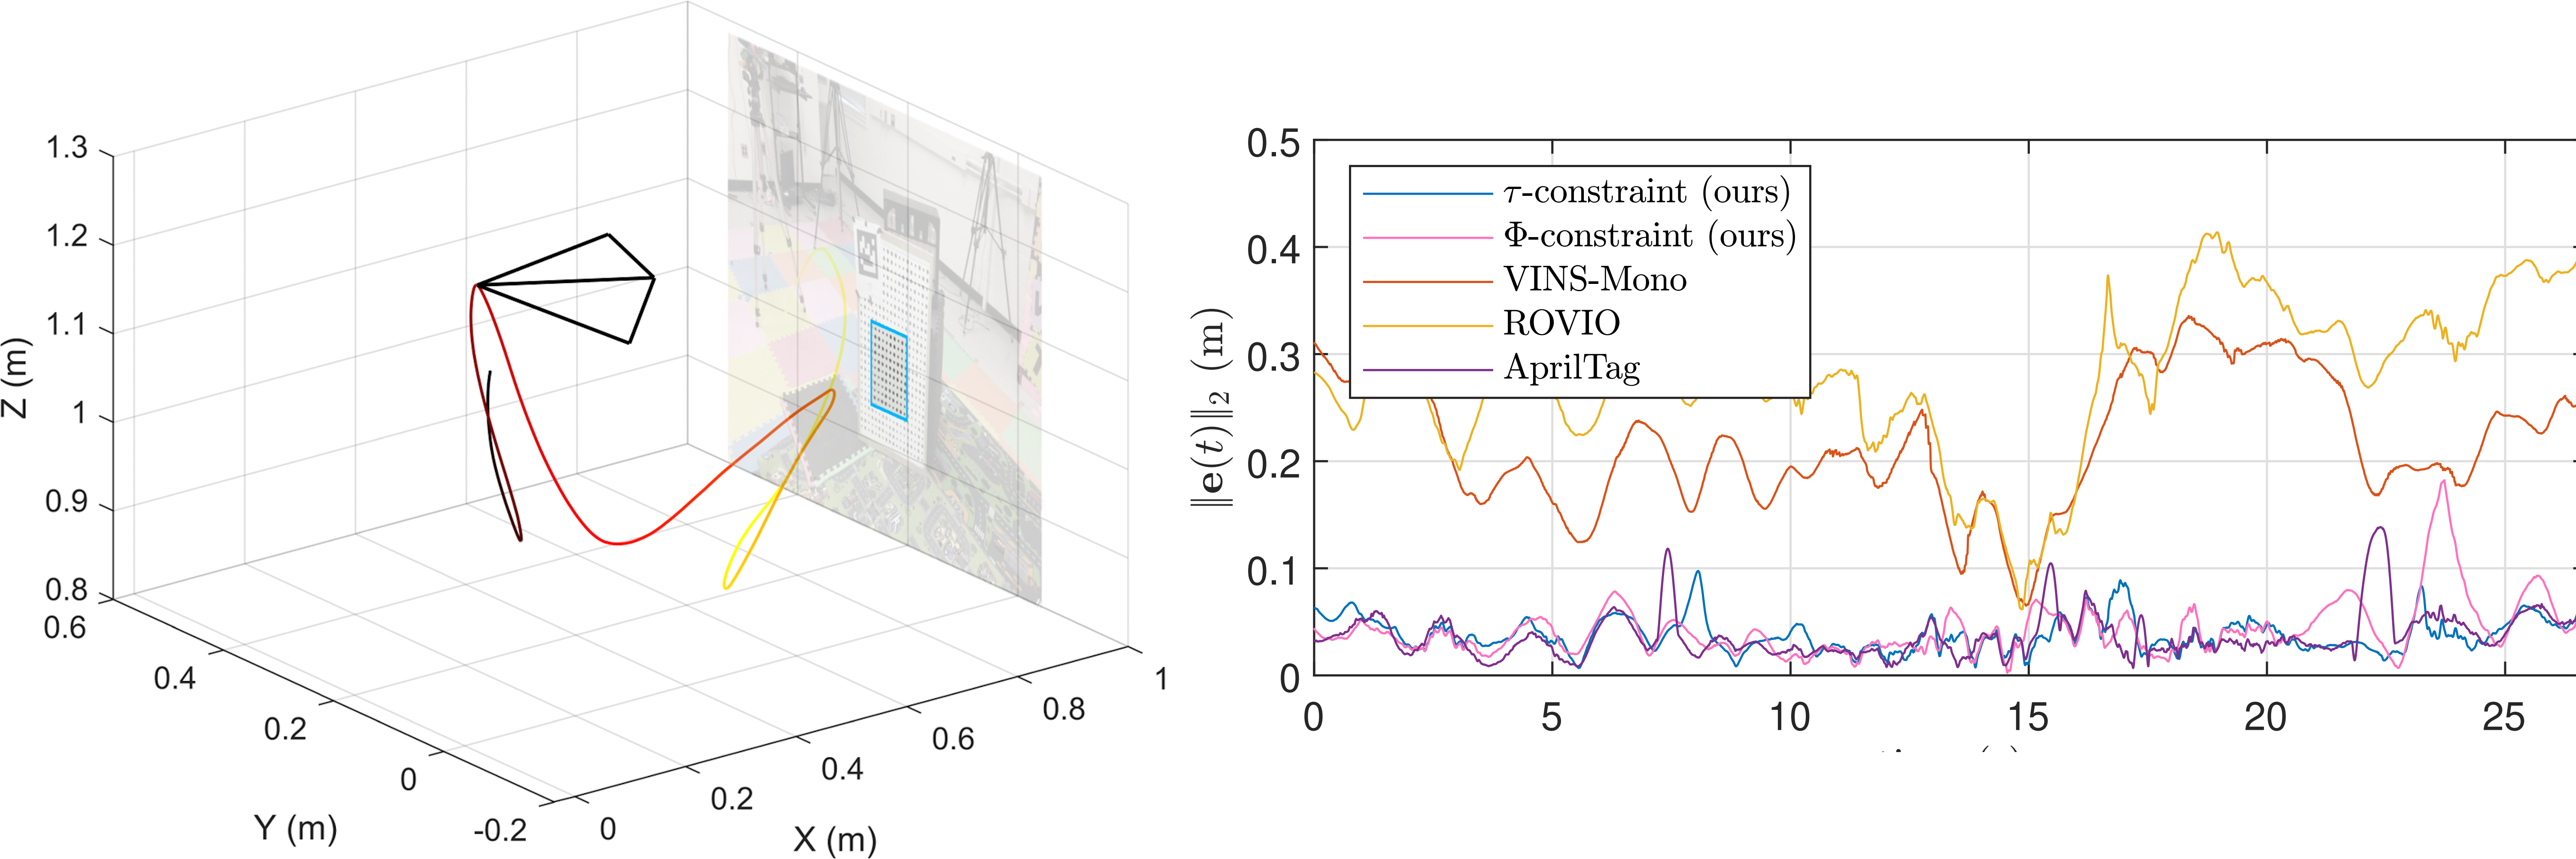 1.3
1.2
1.1
1
0.9
0.8
Z (m)
0.6
0.4
0.2
0
-0.2
Y (m)
0
0.2
0.4
0.6
0.8
1
X (m)
0.5
0.4
0.3
0.2
0.1
0
‖e(t)‖₂ (m)
τ-constraint (ours)
Φ-constraint (ours)
VINS-Mono
ROVIO
AprilTag
0 5 10 15 20 25